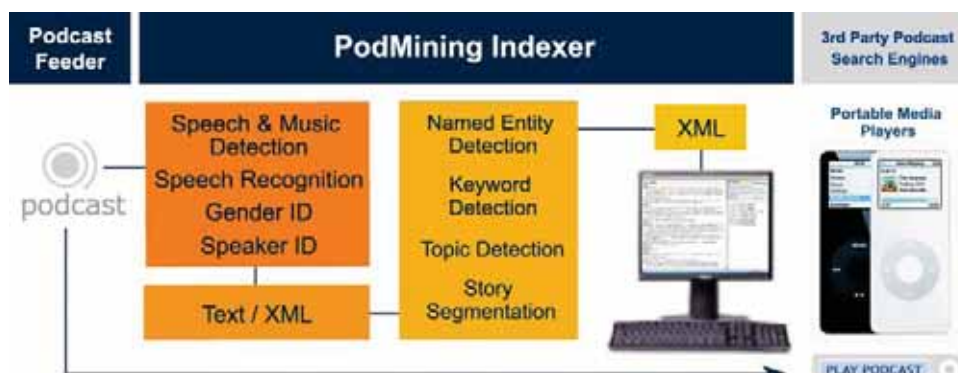 Podcast
Feeder
PodMining Indexer
3rd Party Podcast
Search Engines
podcast
Speech & Music
Detection
Speech Recognition
Gender ID
Speaker ID
Text / XML
Named Entity
Detection
Keyword
Detection
Topic Detection
Story
Segmentation
XML
Portable Media
Players
PLAY PODCAST